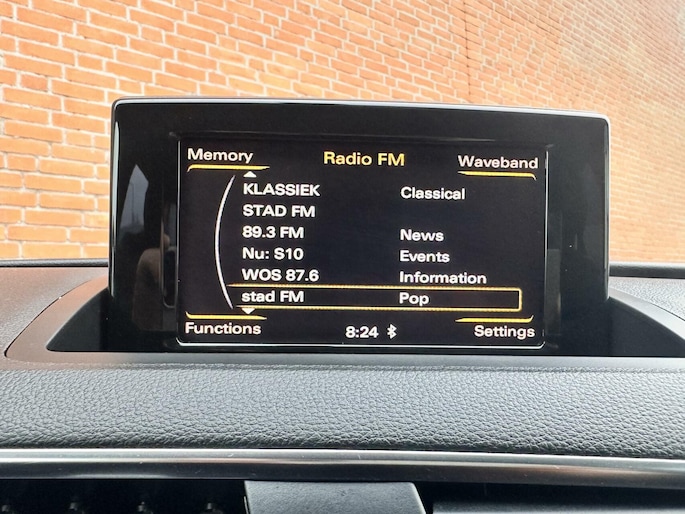 Memory Radio FM Waveband
KLASSIEK Classical
STAD FM
89.3 FM News
Nu: S10 Events
WOS 87.6 Information
stad FM Pop
Functions 8:24 Settings